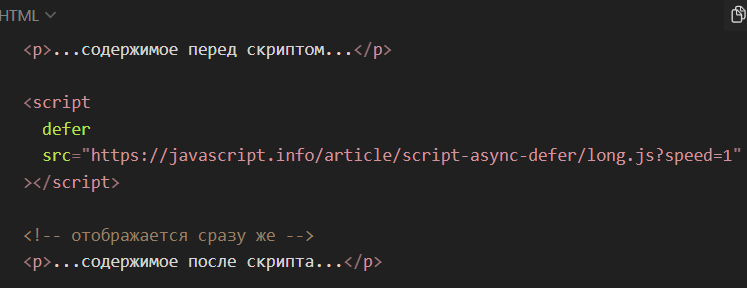 HTML
<p>...содержимое перед скриптом...</p>
<script
defer
src="https://javascript.info/article/script-async-defer/long.js?speed=1"
></script>
<!-- отображается сразу же -->
<p>...содержимое после скрипта...</p>